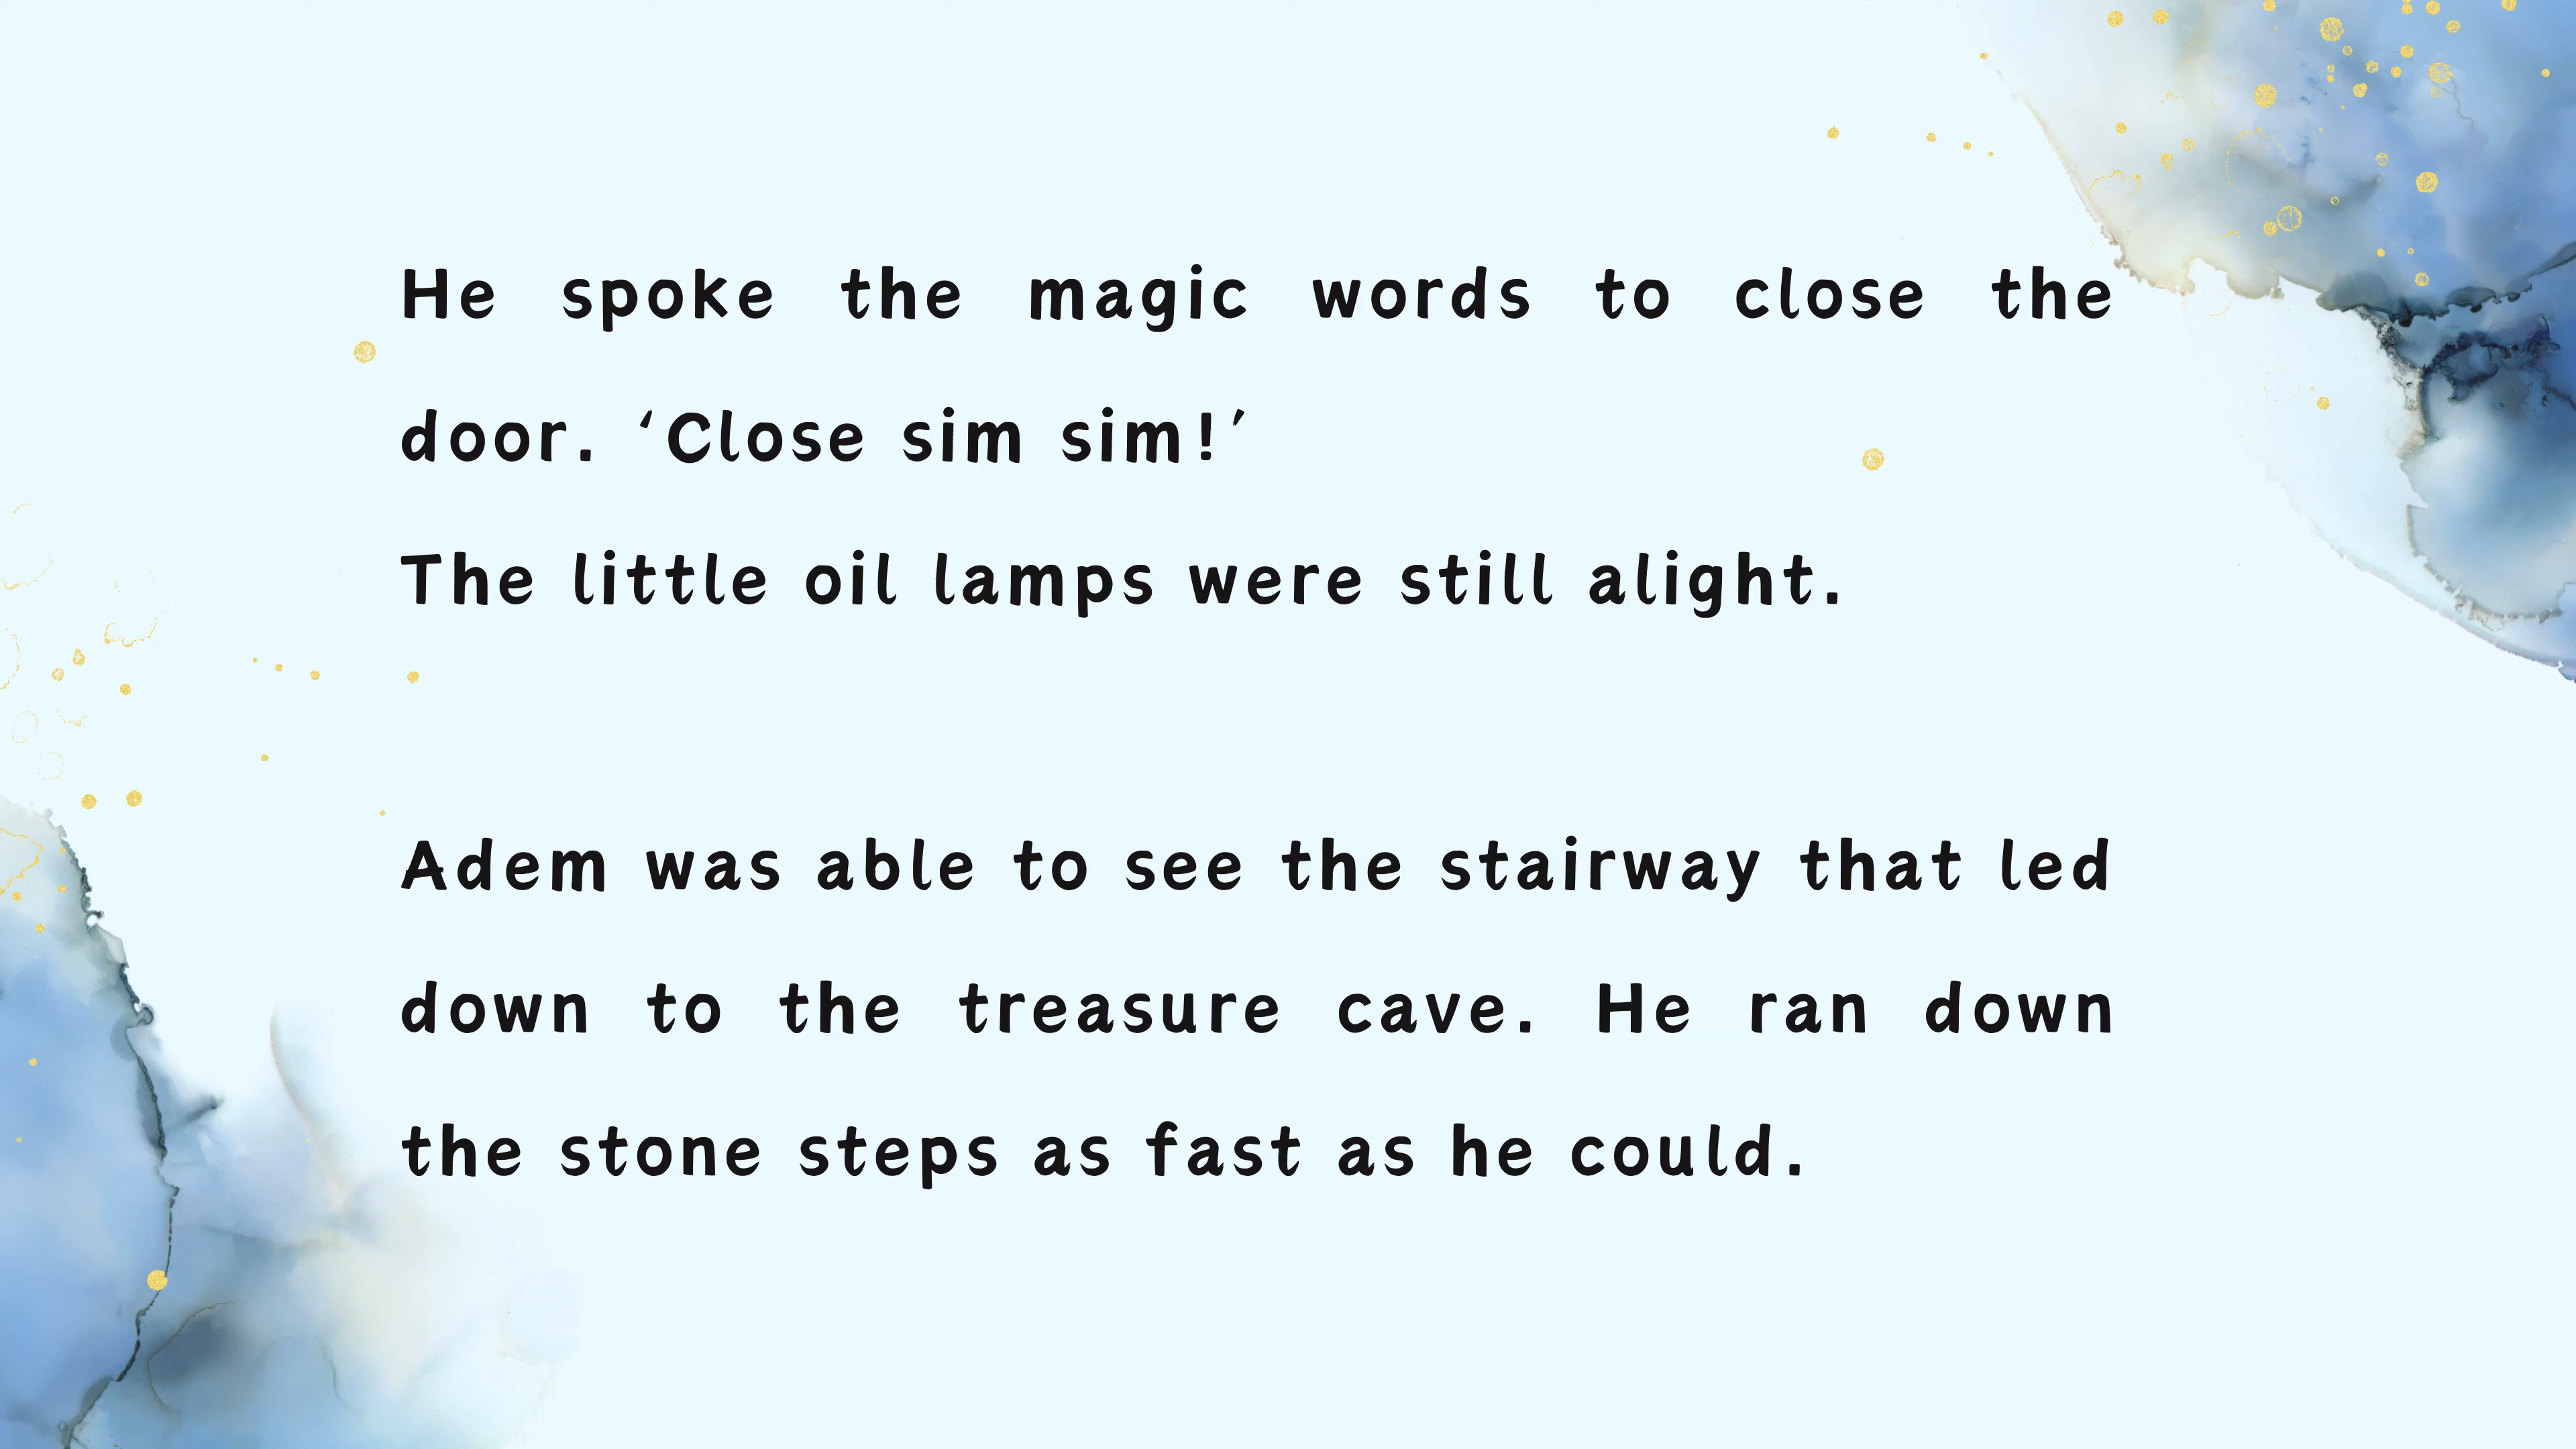 He spoke the magic words to close the
door. ‘Close sim sim!’
The little oil lamps were still alight.
Adem was able to see the stairway that led
down to the treasure cave. He ran down
the stone steps as fast as he could.